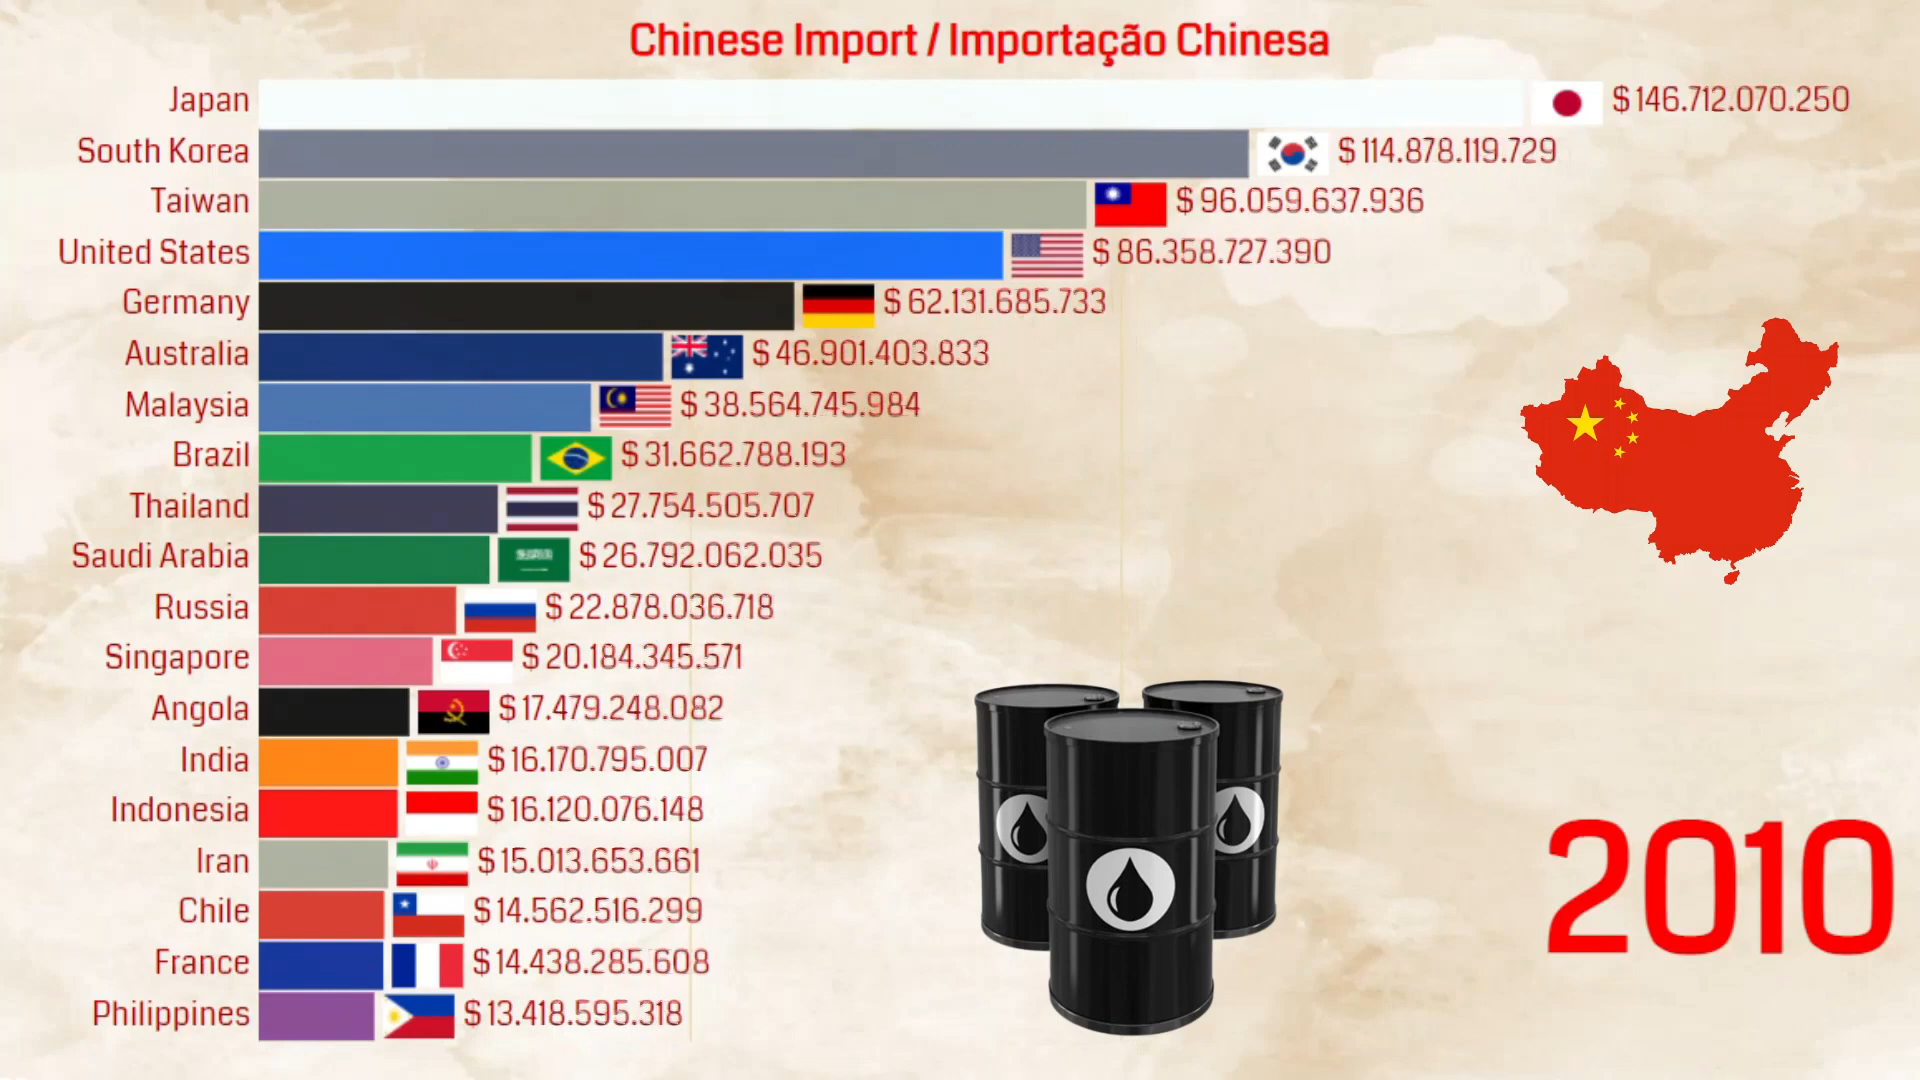 Chinese Import / Importação Chinesa
Japan $ 146.712.070.250
South Korea $ 114.878.119.729
Taiwan $ 96.059.637.936
United States $ 86.358.727.390
Germany $ 62.131.685.733
Australia $ 46.901.403.833
Malaysia $ 38.564.745.984
Brazil $ 31.662.788.193
Thailand $ 27.754.505.707
Saudi Arabia $ 26.792.062.035
Russia $ 22.878.036.718
Singapore $ 20.184.345.571
Angola $ 17.479.248.082
India $ 16.170.795.007
Indonesia $ 16.120.076.148
Iran $ 15.013.653.661
Chile $ 14.562.516.299
France $ 14.438.285.608
Philippines $ 13.418.595.318
2010